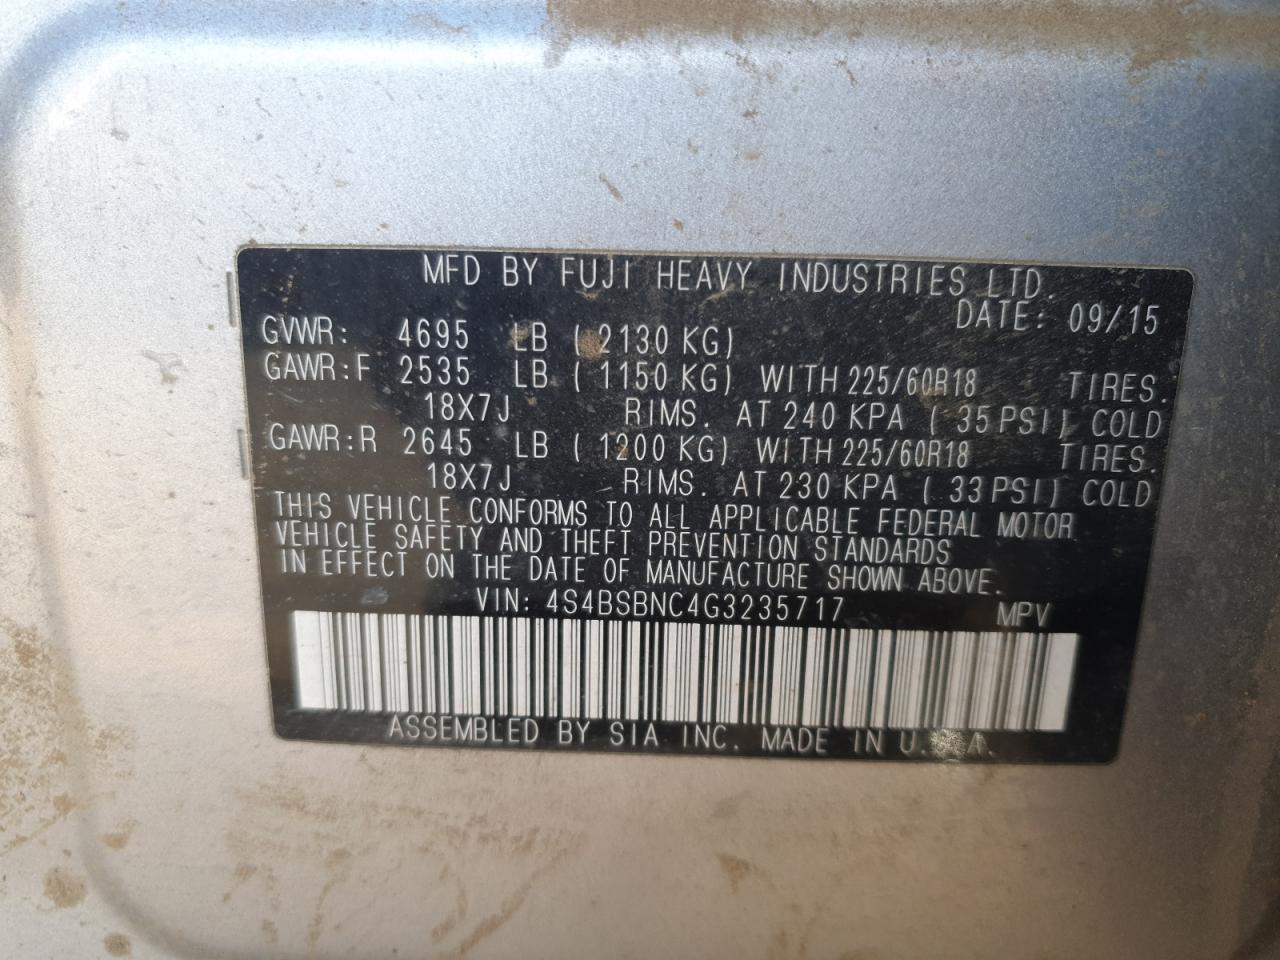 MFD BY FUJI HEAVY INDUSTRIES LTD.
DATE: 09/15
GVWR: 4695 LB ( 2130 KG)
GAWR:F 2535 LB ( 1150 KG) WITH 225/60R18 TIRES.
18X7J RIMS. AT 240 KPA ( 35 PSI) COLD
GAWR:R 2645 LB ( 1200 KG) WITH 225/60R18 TIRES.
18X7J RIMS. AT 230 KPA ( 33 PSI) COLD
THIS VEHICLE CONFORMS TO ALL APPLICABLE FEDERAL MOTOR
VEHICLE SAFETY AND THEFT PREVENTION STANDARDS
IN EFFECT ON THE DATE OF MANUFACTURE SHOWN ABOVE.
VIN: 4S4BSBNC4G3235717 MPV
ASSEMBLED BY SIA INC. MADE IN U.S.A.